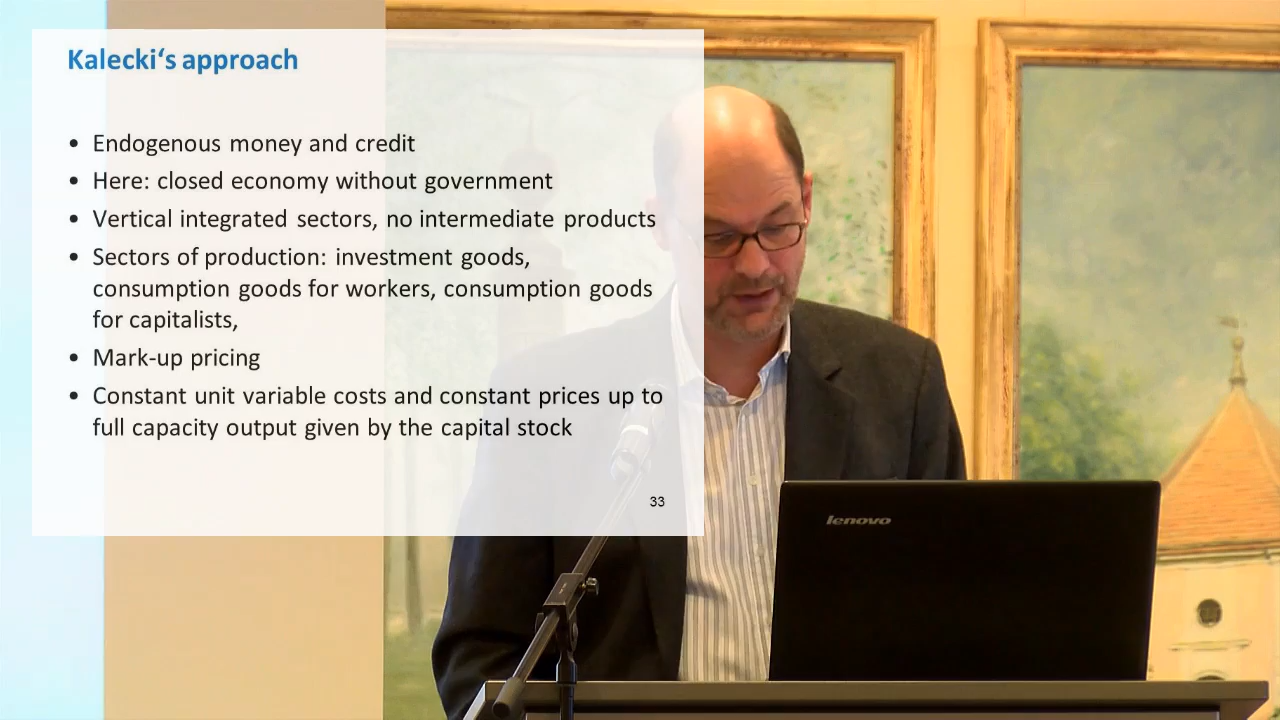 Kalecki‘s approach
• Endogenous money and credit
• Here: closed economy without government
• Vertical integrated sectors, no intermediate products
• Sectors of production: investment goods,
consumption goods for workers, consumption goods
for capitalists,
• Mark-up pricing
• Constant unit variable costs and constant prices up to
full capacity output given by the capital stock
33
lenovo